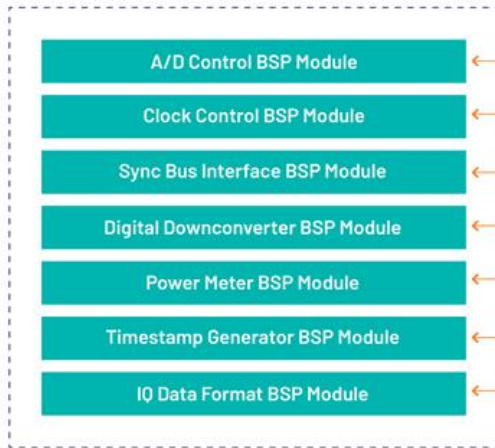 A/D Control BSP Module
Clock Control BSP Module
Sync Bus Interface BSP Module
Digital Downconverter BSP Module
Power Meter BSP Module
Timestamp Generator BSP Module
IQ Data Format BSP Module